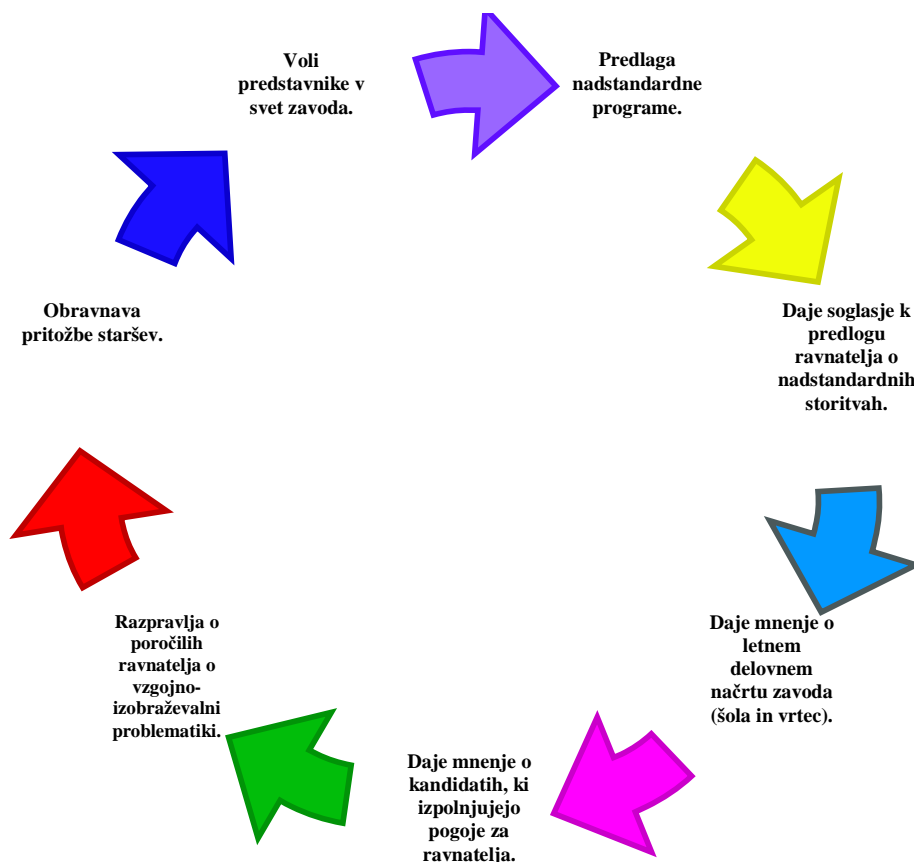 Voli
predstavnike v
svet zavoda.
Predlaga
nadstandardne
programe.
Daje soglasje k
predlogu
ravnatelja o
nadstandardnih
storitvah.
Daje mnenje o
letnem
delovnem
načrtu zavoda
(šola in vrtec).
Daje mnenje o
kandidatih, ki
izpolnjujejo
pogoje za
ravnatelja.
Razpravlja o
poročilih
ravnatelja o
vzgojno-
izobraževalni
problematiki.
Obravnava
pritožbe staršev.